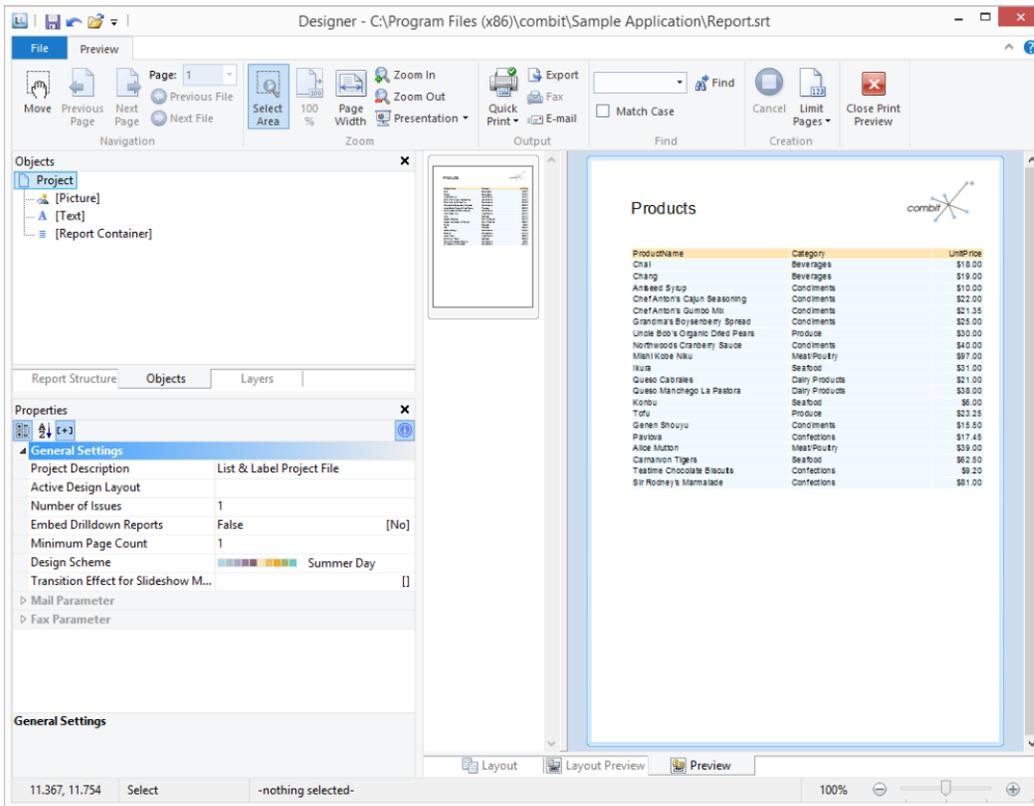 Designer - C:\Program Files (x86)\combit\Sample Application\Report.srt
File Preview
Move
Previous Page
Next Page
Page: 1
Previous File
Next File
Navigation
Select Area
100 %
Page Width
Zoom In
Zoom Out
Presentation
Zoom
Quick Print
Export
Fax
E-mail
Output
Find
Match Case
Find
Cancel
Limit Pages
Creation
Close Print Preview
Objects
Project
[Picture]
[Text]
[Report Container]
Report Structure Objects Layers
Properties
General Settings
Project Description List & Label Project File
Active Design Layout
Number of Issues 1
Embed Drilldown Reports False [No]
Minimum Page Count 1
Design Scheme Summer Day
Transition Effect for Slideshow M... []
Mail Parameter
Fax Parameter
General Settings
Products
combit
ProductName Category UnitPrice
Chai Beverages $18.00
Chang Beverages $19.00
Aniseed Syrup Condiments $10.00
Chef Anton's Cajun Seasoning Condiments $22.00
Chef Anton's Gumbo Mix Condiments $21.35
Grandma's Boysenberry Spread Condiments $25.00
Uncle Bob's Organic Dried Pears Produce $30.00
Northwoods Cranberry Sauce Condiments $40.00
Mishi Kobe Niku Meat/Poultry $97.00
Ikura Seafood $31.00
Queso Cabrales Dairy Products $21.00
Queso Manchego La Pastora Dairy Products $38.00
Konbu Seafood $6.00
Tofu Produce $23.25
Genen Shouyu Condiments $15.50
Pavlova Confections $17.45
Alice Mutton Meat/Poultry $39.00
Carnarvon Tigers Seafood $62.50
Teatime Chocolate Biscuits Confections $9.20
Sir Rodney's Marmalade Confections $81.00
Layout Layout Preview Preview
11.367, 11.754 Select -nothing selected- 100%